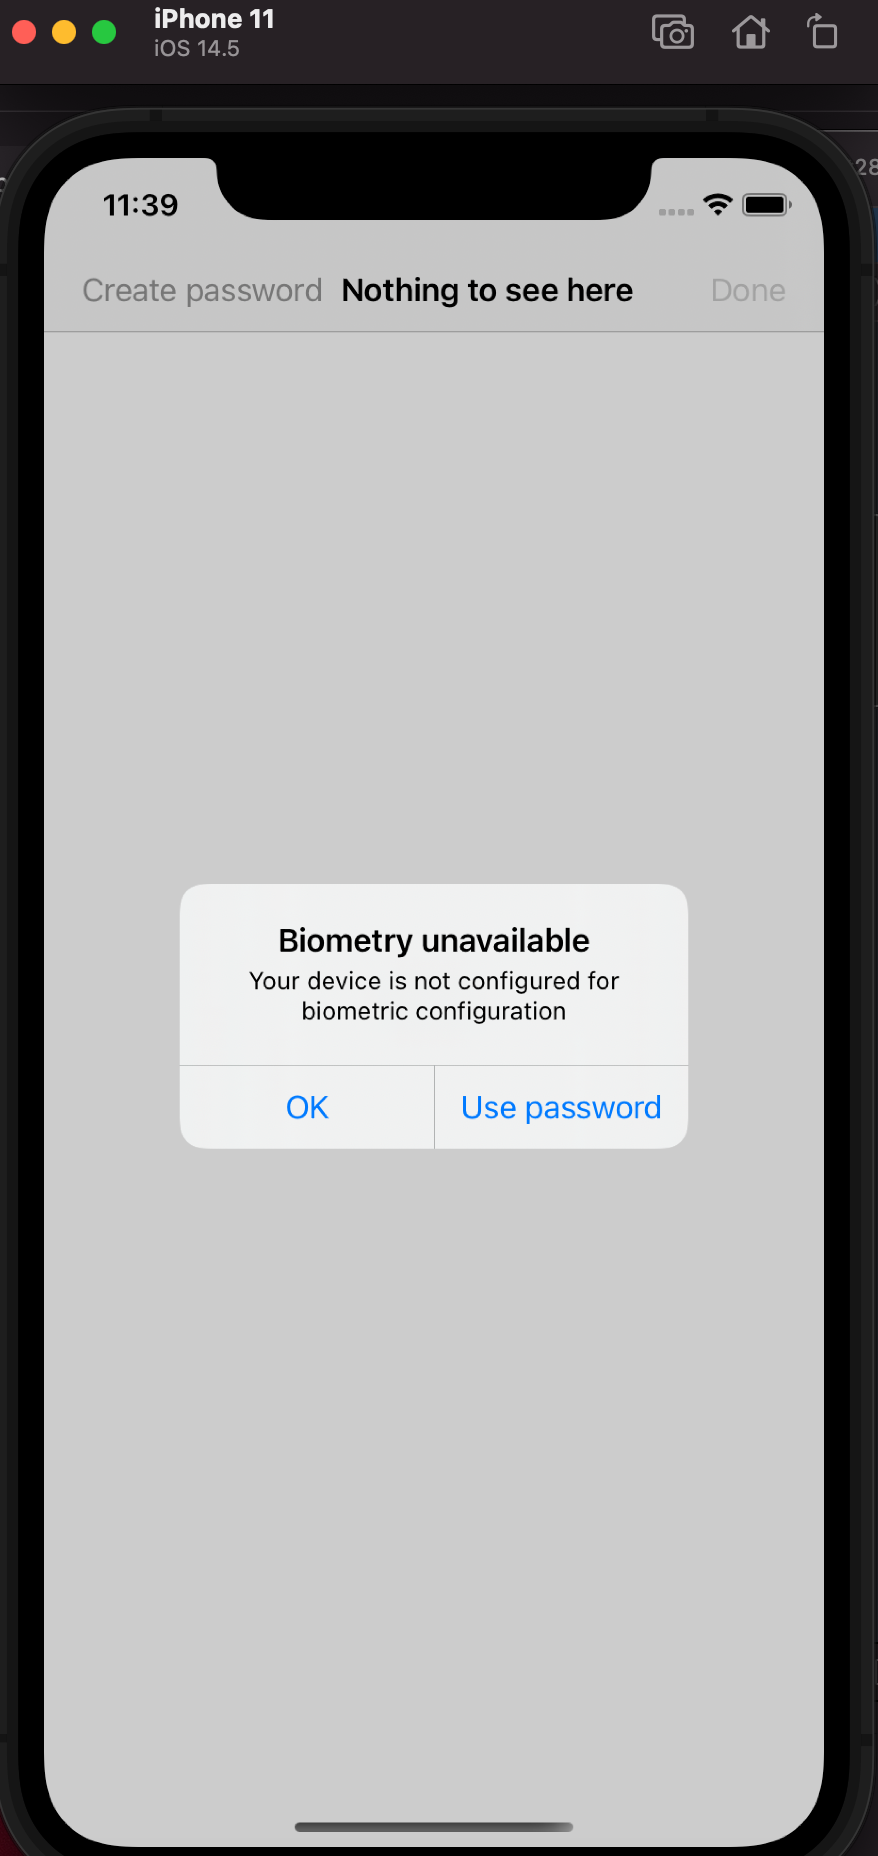 iPhone 11
iOS 14.5
28
11:39
Create password Nothing to see here Done
Biometry unavailable
Your device is not configured for
biometric configuration
OK Use password